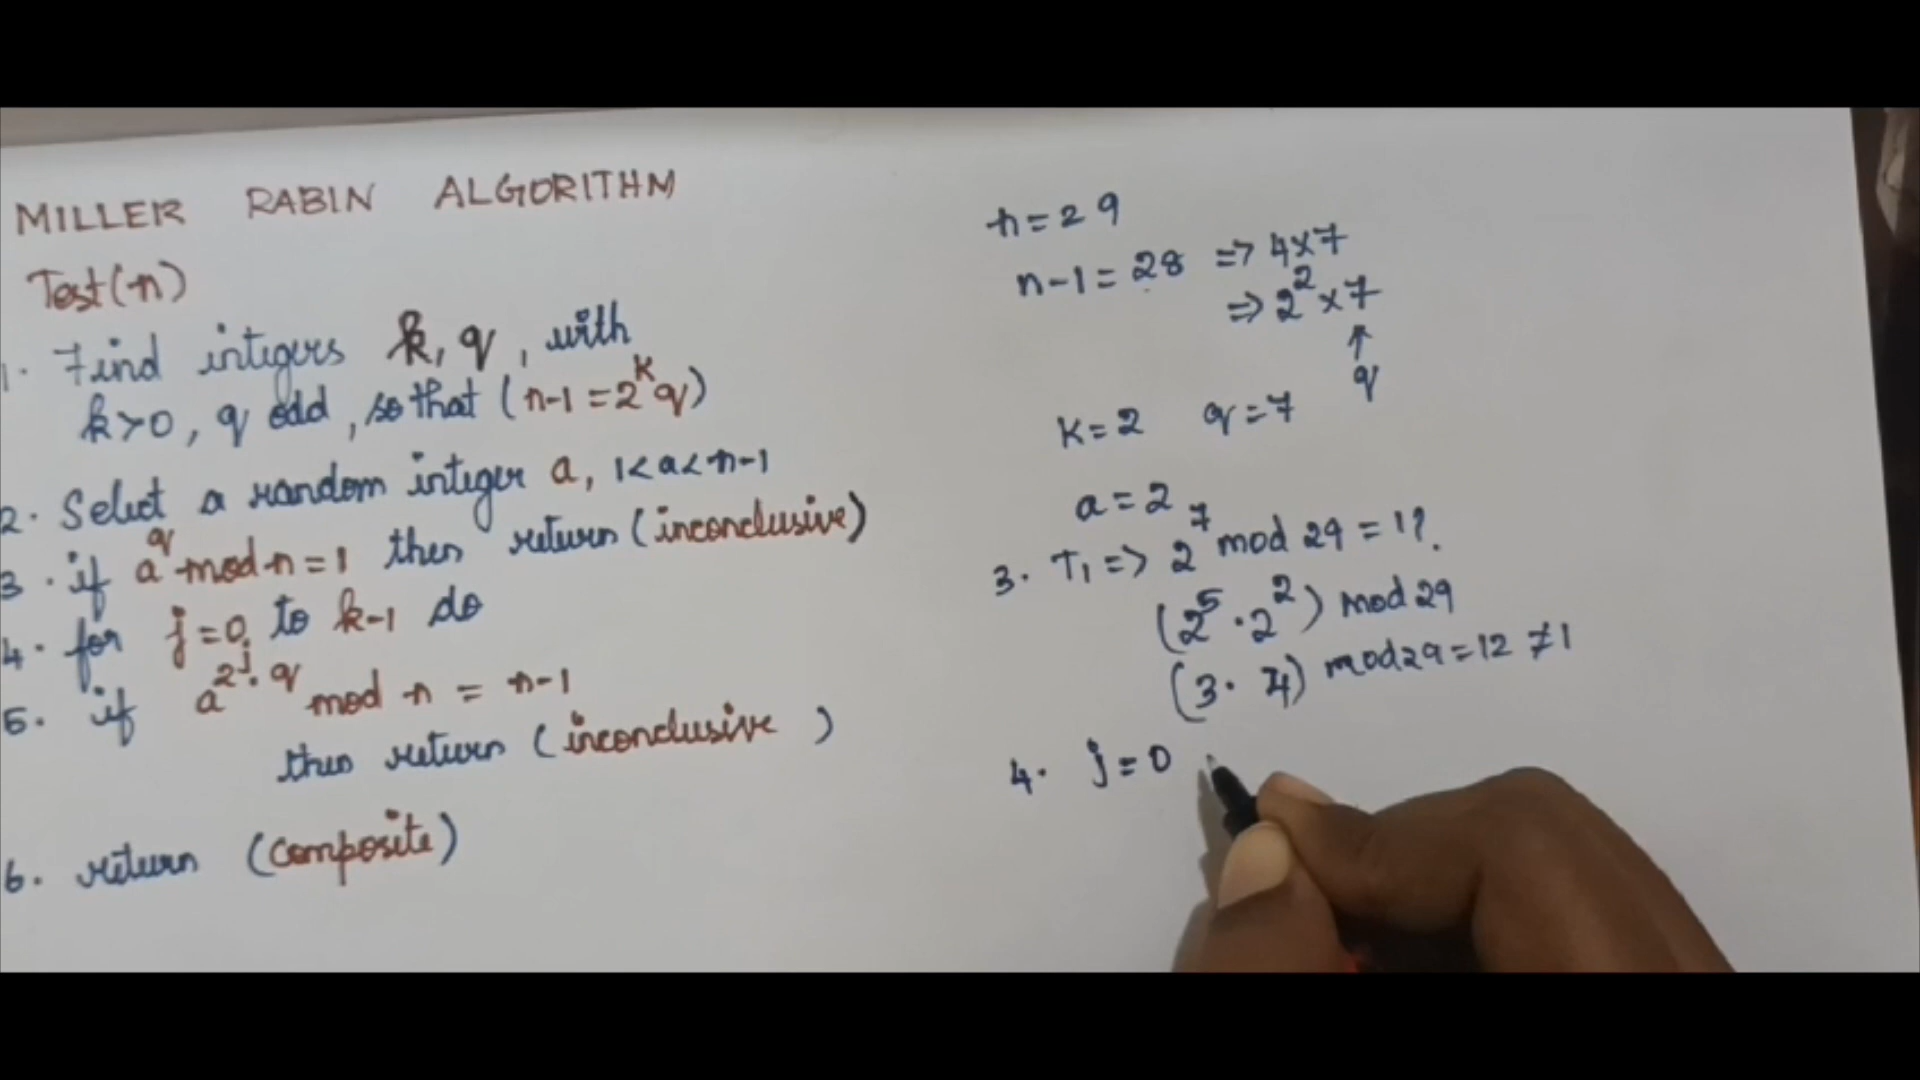 MILLER RABIN ALGORITHM
Test(n)
1. Find intigers k, q, with
k>0, q odd, so that (n-1 = 2^k q)
2. Select a random integer a, 1<a<n-1
3. if a^q mod n = 1 then return (inconclusive)
4. for j=0 to k-1 do
5. if a^2^j.q mod n = n-1
then return (inconclusive)
6. return (composite)
n = 29
n-1 = 28 => 4×7
=> 2^2 ×7
↑
q
K=2 q=7
a=2
3. T1 => 2^7 mod 29 = 1?.
(2^5 . 2^2) mod 29
(3. 4) mod 29 = 12 ≠1
4. j=0